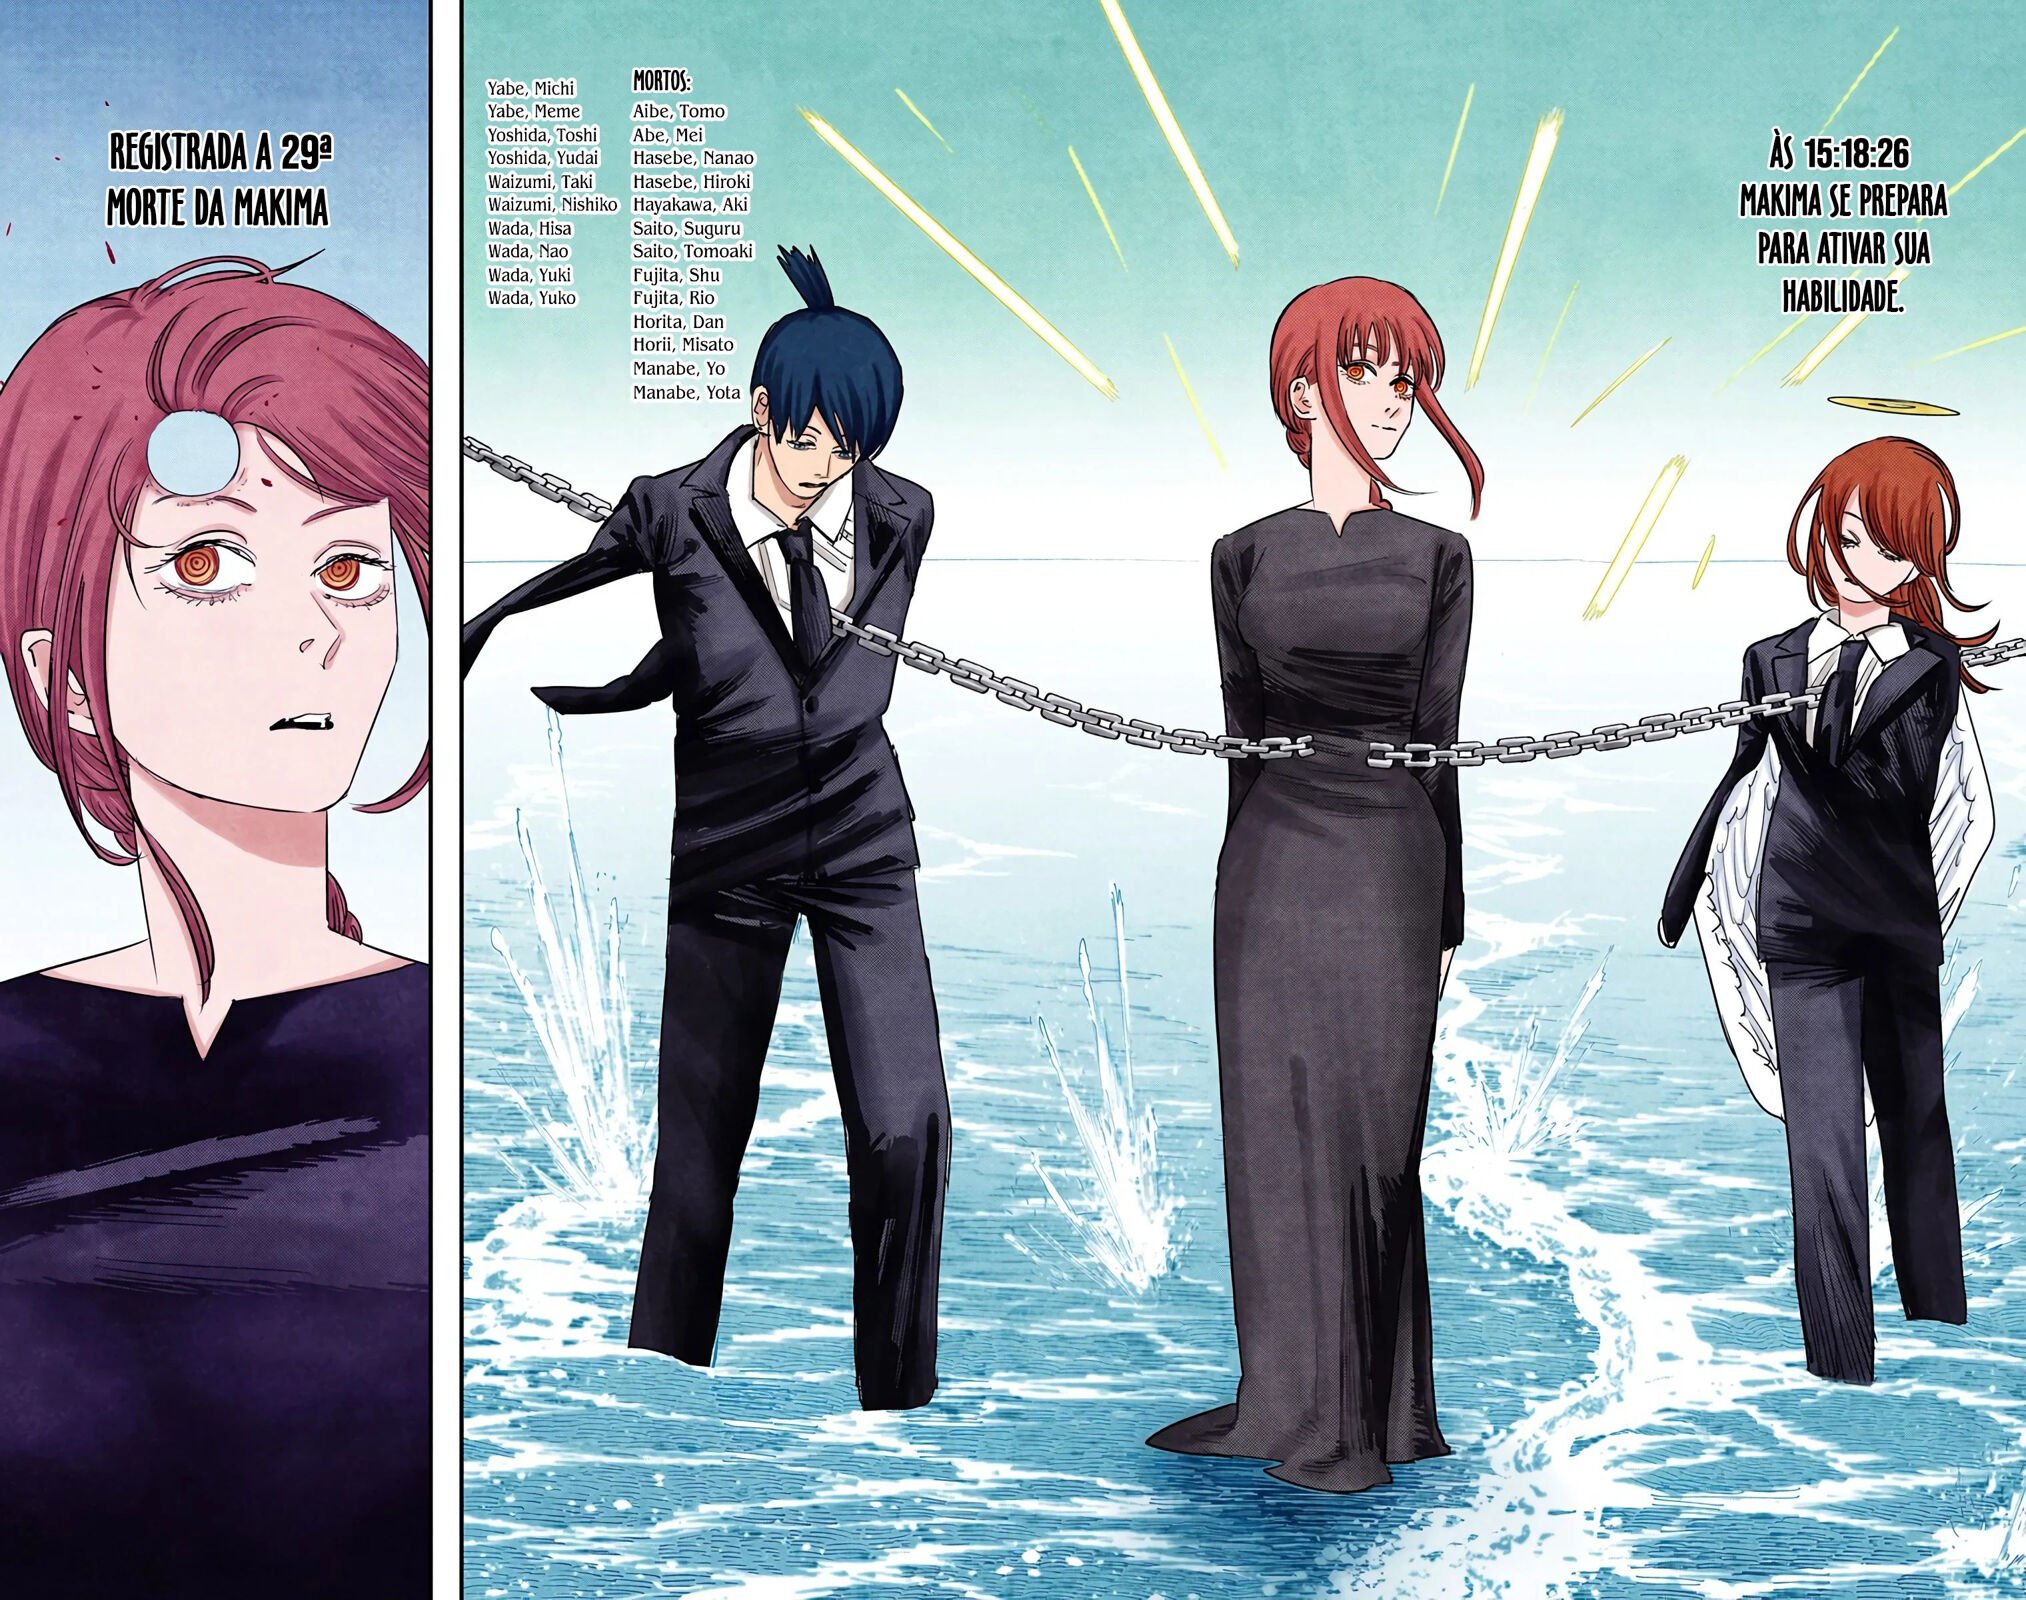 ÀS 15:18:26
MAKIMA SE PREPARA
PARA ATIVAR SUA
HABILIDADE.
MORTOS:
Aibe, Tomo
Abe, Mei
Hasebe, Nanao
Hasebe, Hiroki
Hayakawa, Aki
Saito, Suguru
Saito, Tomoaki
Fujita, Shu
Fujita, Rio
Horita, Dan
Horii, Misato
Manabe, Yo
Manabe, Yota
Yabe, Michi
Yabe, Meme
Yoshida, Toshi
Yoshida, Yudai
Waizumi, Taki
Waizumi, Nishiko
Wada, Hisa
Wada, Nao
Wada, Yuki
Wada, Yuko
REGISTRADA A 29ª
MORTE DA MAKIMA